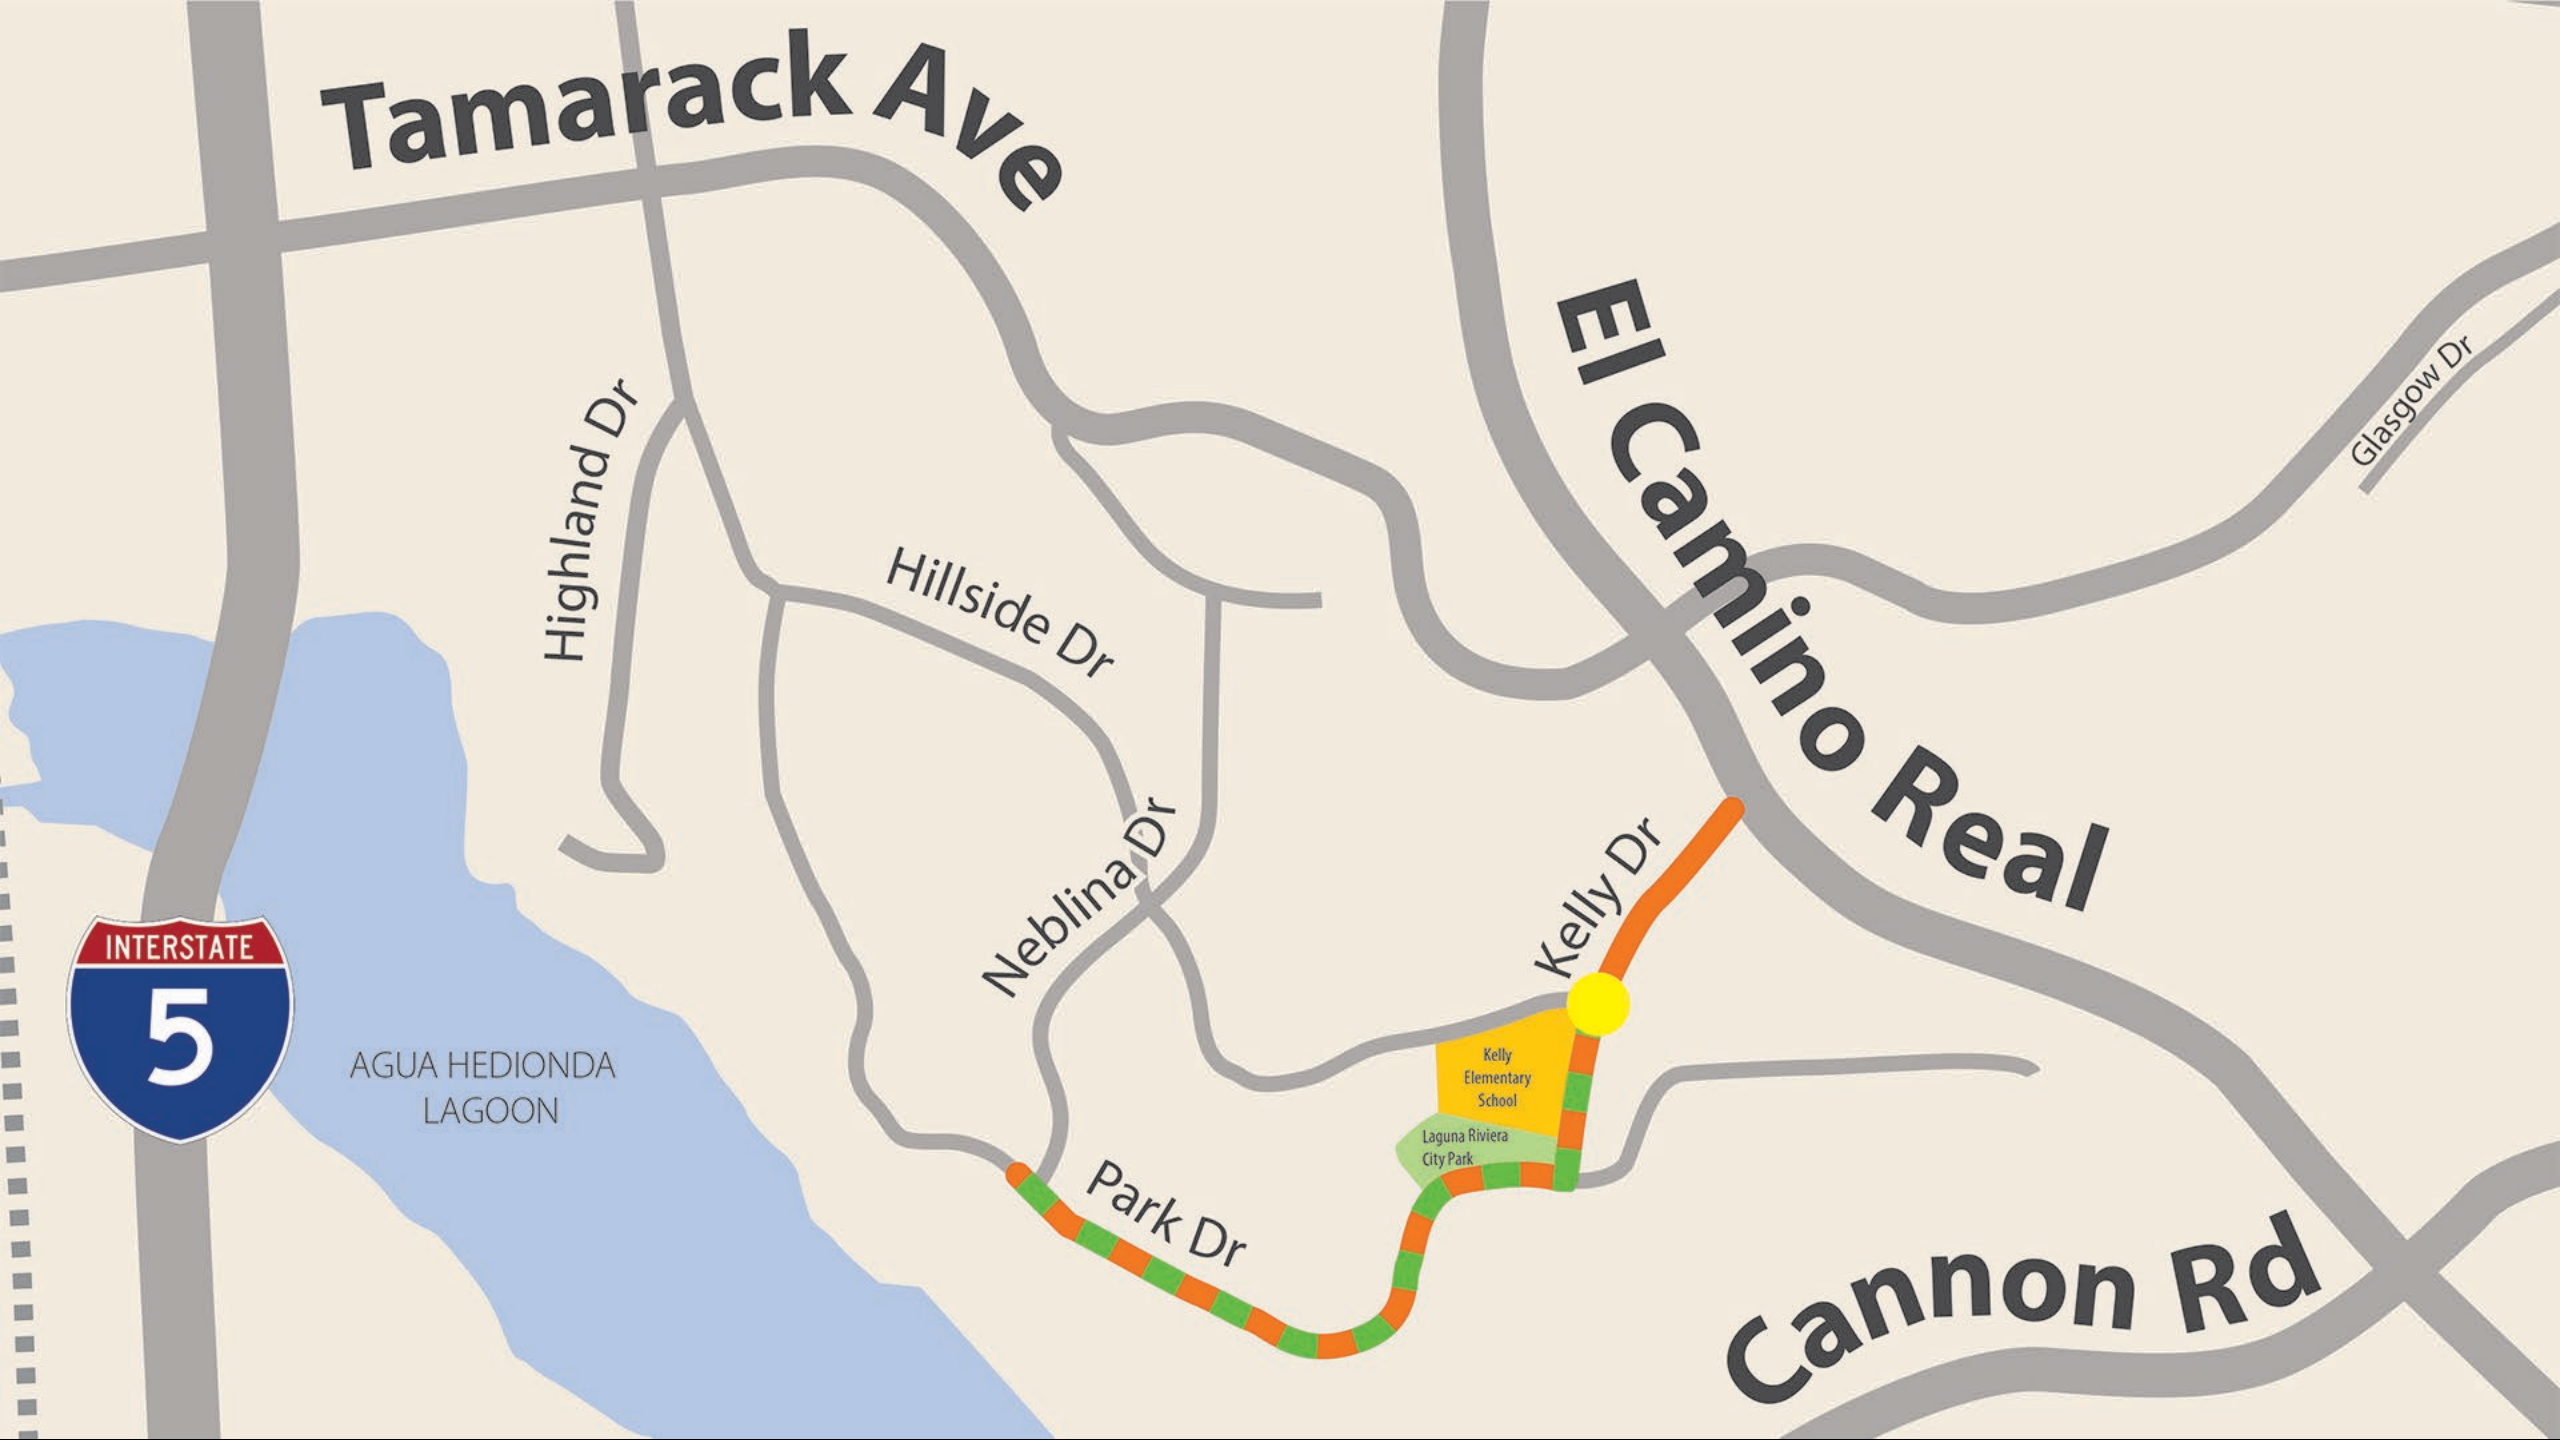 Tamarack Ave
El Camino Real
Glasgow Dr
Highland Dr
Hillside Dr
Neblina Dr
Kelly Dr
INTERSTATE
5
AGUA HEDIONDA
LAGOON
Kelly
Elementary
School
Laguna Riviera
City Park
Park Dr
Cannon Rd